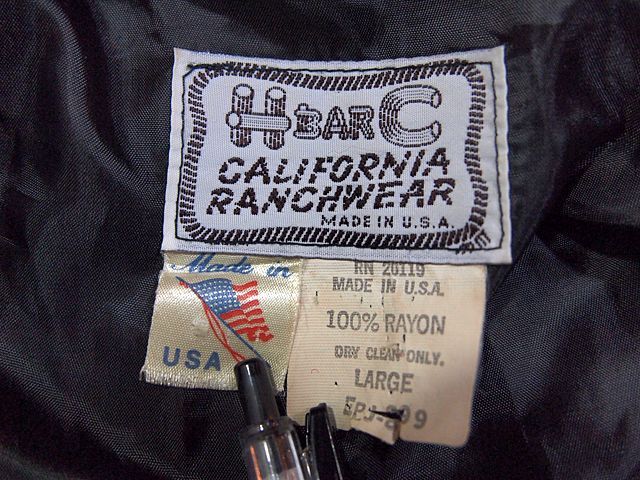 H BAR C
CALIFORNIA
RANCHWEAR
MADE IN U.S.A.
Made in
USA
RN 20119
MADE IN U.S.A.
100% RAYON
DRY CLEAN ONLY.
LARGE